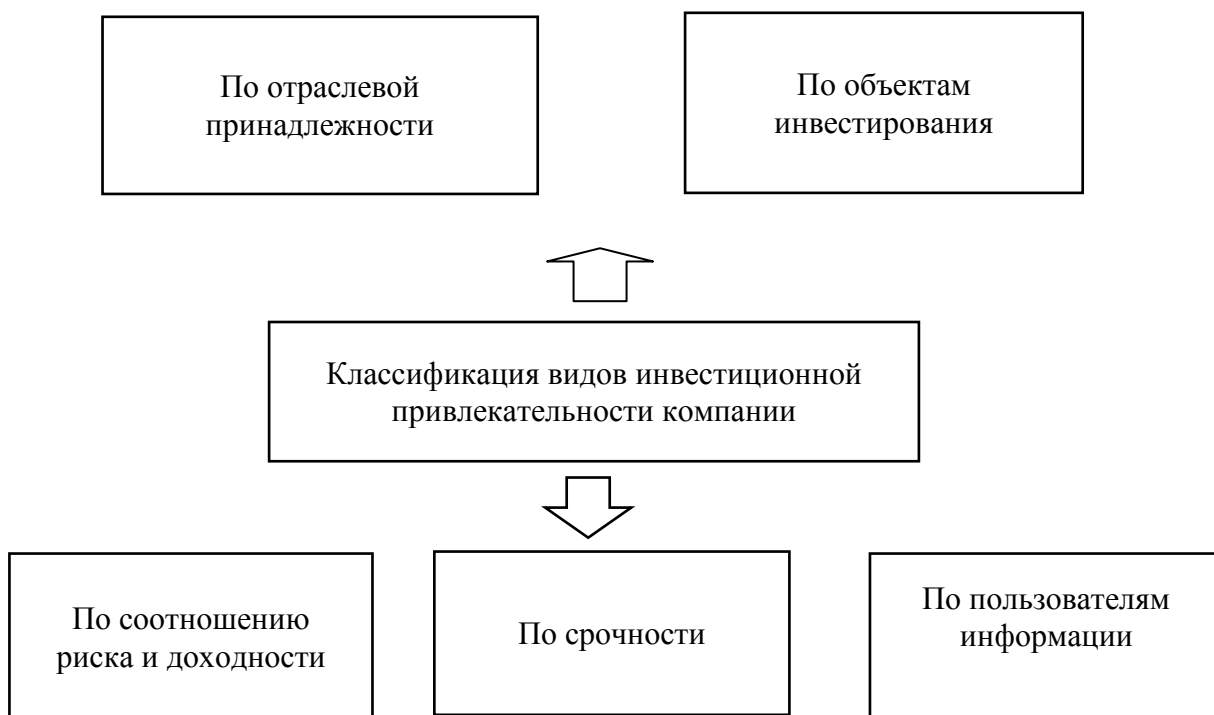 По отраслевой
принадлежности
По объектам
инвестирования
Классификация видов инвестиционной
привлекательности компании
По соотношению
риска и доходности
По срочности
По пользователям
информации